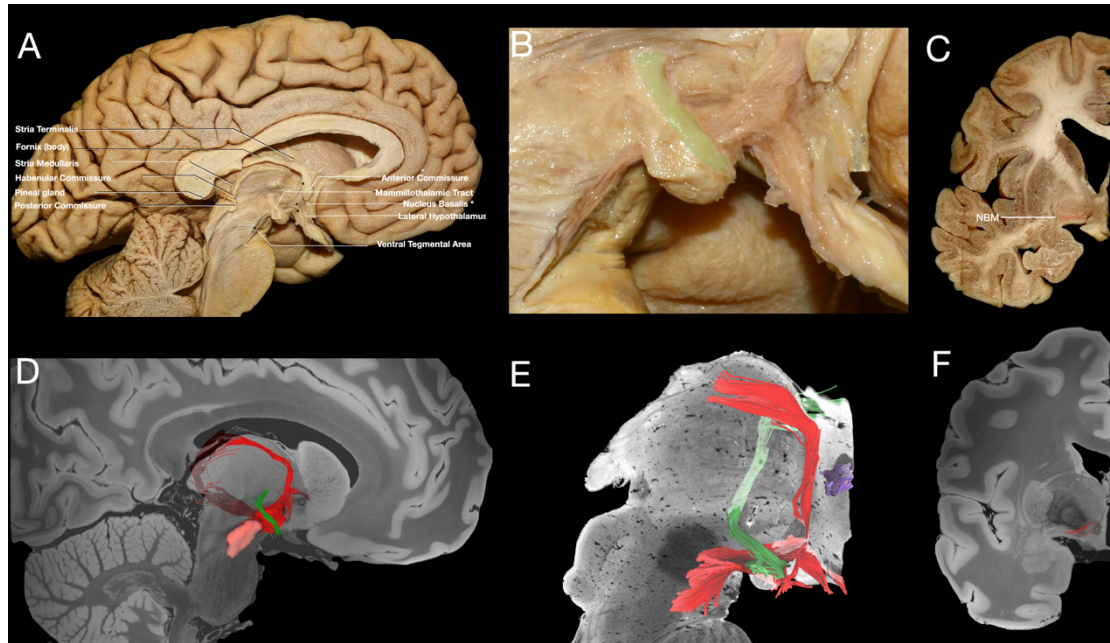 A
B
C
Stria Terminalis
Fornix (body)
Stria Medullaris
Habenular Commissure
Pineal gland
Posterior Commissure
Anterior Commissure
Mammillothalamic Tract
Nucleus Basalis *
Lateral Hypothalamus
Ventral Tegmental Area
NBM
D
E
F